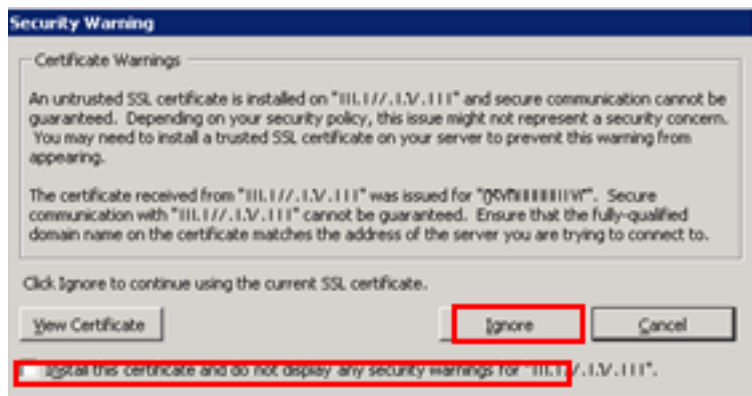 Security Warning
Certificate Warnings
An untrusted SSL certificate is installed on and secure communication cannot be
guaranteed. Depending on your security policy, this issue might not represent a security concern.
You may need to install a trusted SSL certificate on your server to prevent this warning from
appearing.
The certificate received from was issued for Secure
communication with cannot be guaranteed. Ensure that the fully-qualified
domain name on the certificate matches the address of the server you are trying to connect to.
Click Ignore to continue using the current SSL certificate.
View Certificate
Ignore
Cancel
Install this certificate and do not display any security warnings for